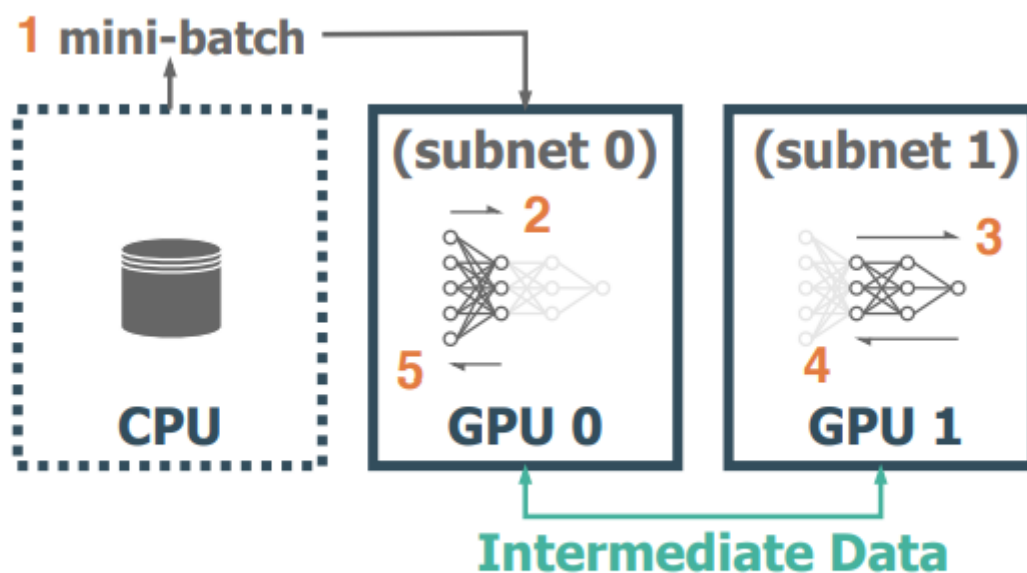 1 mini-batch
(subnet 0)
(subnet 1)
2
3
5
4
CPU
GPU 0
GPU 1
Intermediate Data